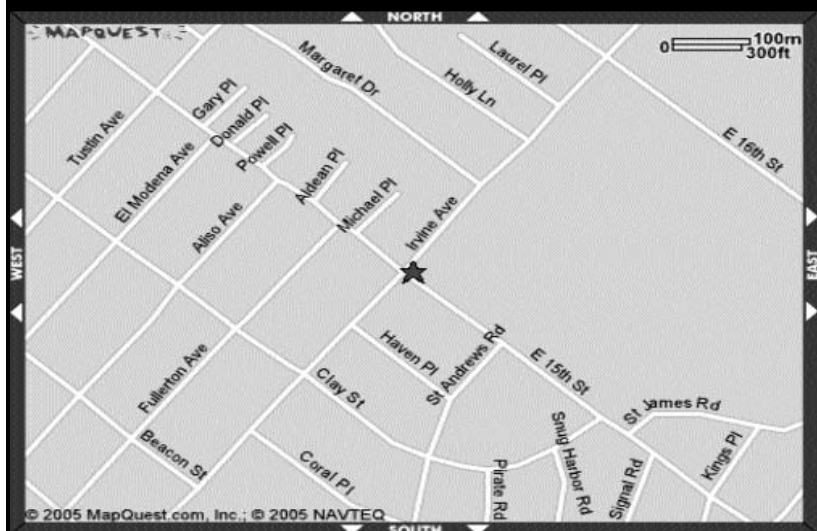 NORTH
MAPQUEST
0 100m
300ft
Laurel Pl
Margaret Dr
Holly Ln
Gary Pl
Donald Pl
Tustin Ave
Powell Pl
E 16th St
Aldean Pl
El Modena Ave
Michael Pl
Aliso Ave
Irvine Ave
WEST
EAST
Haven Pl
St Andrews Rd
E 15th St
Fullerton Ave
Clay St
St James Rd
Snug Harbor Rd
Beacon St
Coral Pl
Pirate Rd
Signal Rd
Kings Pl
© 2005 MapQuest.com, Inc.; © 2005 NAVTEQ
SOUTH